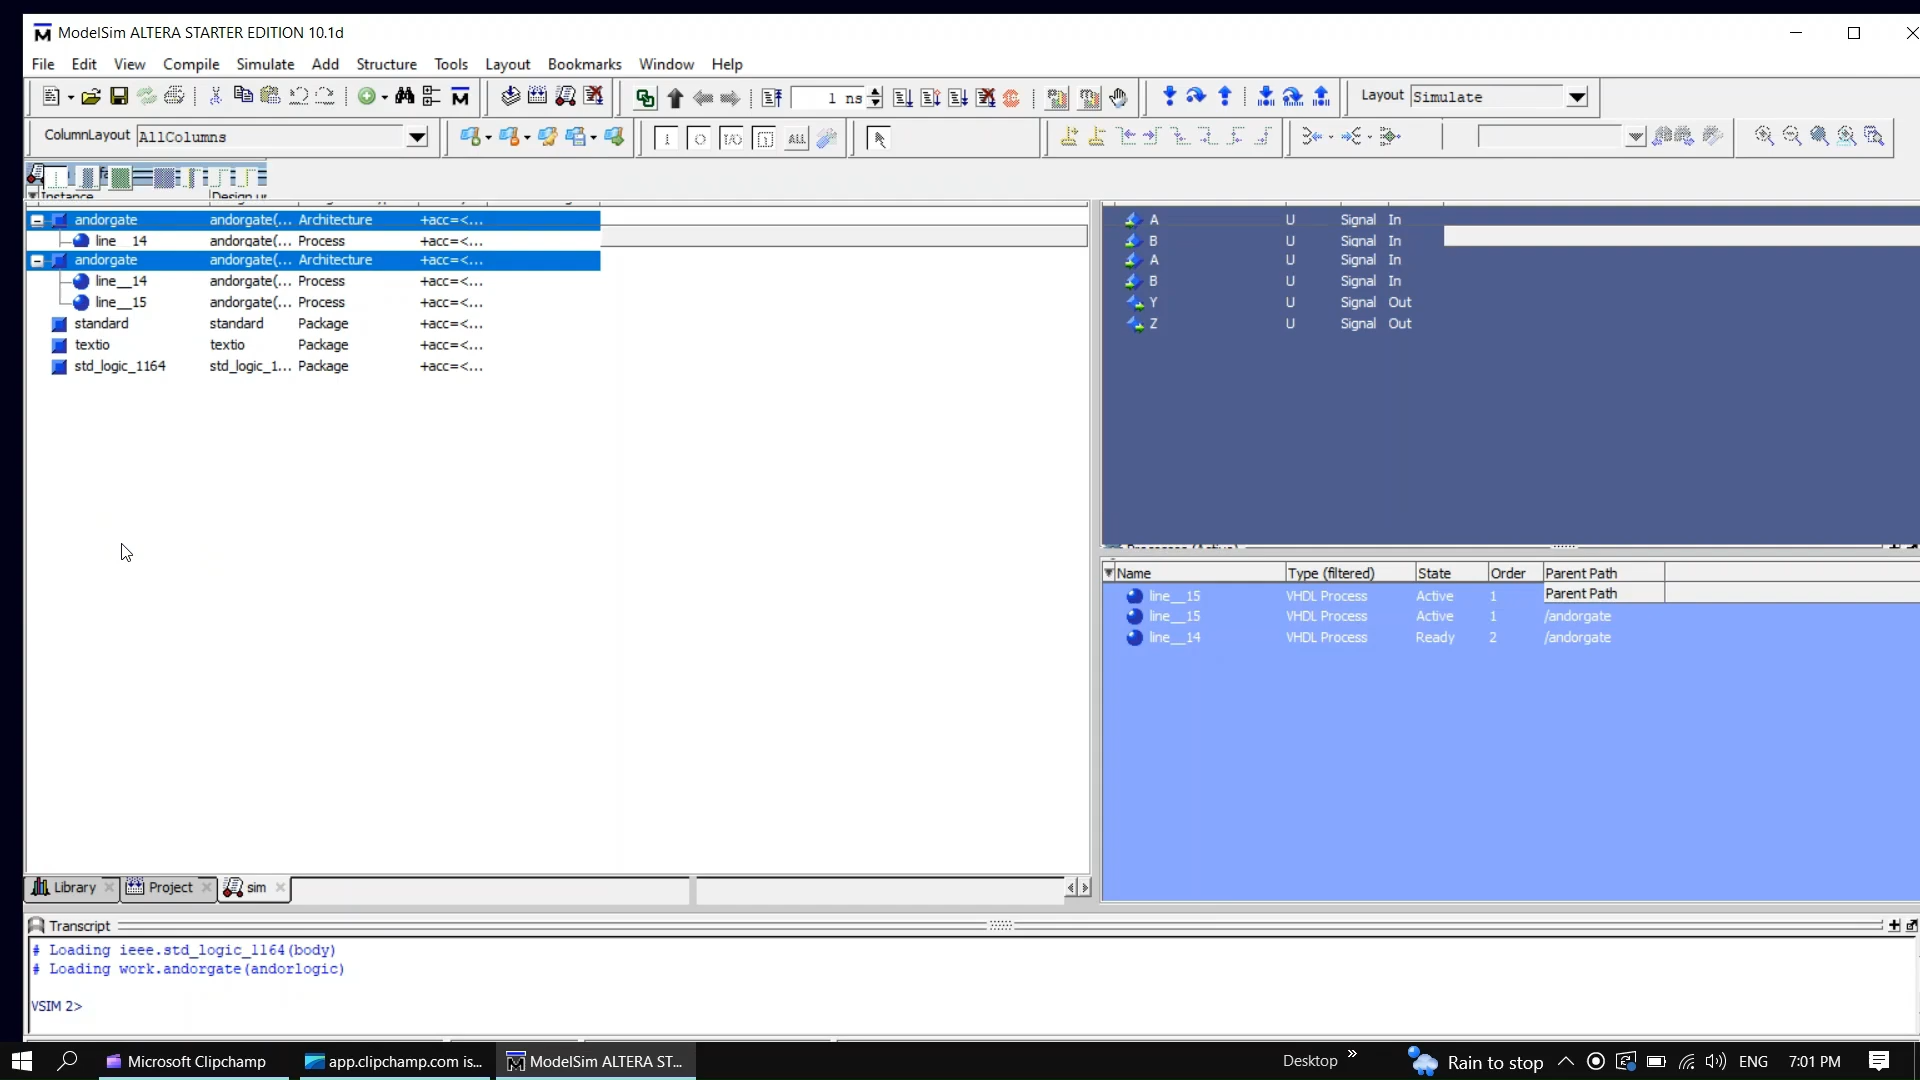 ModelSim ALTERA STARTER EDITION 10.1d
File Edit View Compile Simulate Add Structure Tools Layout Bookmarks Window Help
1 ns
Layout Simulate
ColumnLayout AllColumns
Instance Design ur
andorgate andorgate(... Architecture +acc=<...
line__14 andorgate(... Process +acc=<...
andorgate andorgate(... Architecture +acc=<...
line__14 andorgate(... Process +acc=<...
line__15 andorgate(... Process +acc=<...
standard standard Package +acc=<...
textio textio Package +acc=<...
std_logic_1164 std_logic_1... Package +acc=<...
A U Signal In
B U Signal In
A U Signal In
B U Signal In
Y U Signal Out
Z U Signal Out
Processes (Active)
Name Type (filtered) State Order Parent Path
Parent Path
line__15 VHDL Process Active 1
line__15 VHDL Process Active 1 /andorgate
line__14 VHDL Process Ready 2 /andorgate
Library Project sim
Transcript
# Loading ieee.std_logic_1164(body)
# Loading work.andorgate(andorlogic)
VSIM 2>
Microsoft Clipchamp app.clipchamp.com is... ModelSim ALTERA ST... Desktop Rain to stop ENG 7:01 PM